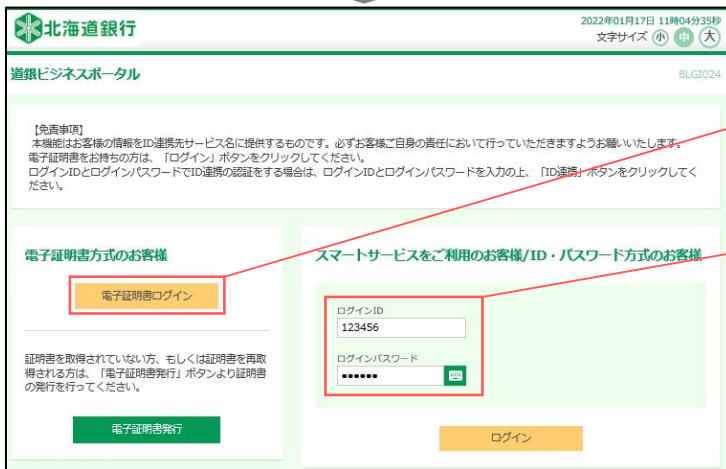 北海道銀行
2022年01月17日 11時04分35秒
文字サイズ 小 中 大
道銀ビジネスポータル
BLGI024
【免責事項】
本機能はお客様の情報をID連携先サービス名に提供するものです。必ずお客様ご自身の責任において行っていただきますようお願いいたします。
電子証明書をお持ちの方は、「ログイン」ボタンをクリックしてください。
ログインIDとログインパスワードでID連携の認証をする場合は、ログインIDとログインパスワードを入力の上、「ID連携」ボタンをクリックしてく
ださい。
電子証明書方式のお客様
電子証明書ログイン
証明書を取得されていない方、もしくは証明書を再取
得される方は、「電子証明書発行」ボタンより証明書
の発行を行ってください。
電子証明書発行
スマートサービスをご利用のお客様/ID・パスワード方式のお客様
ログインID
123456
ログインパスワード
••••••
ログイン